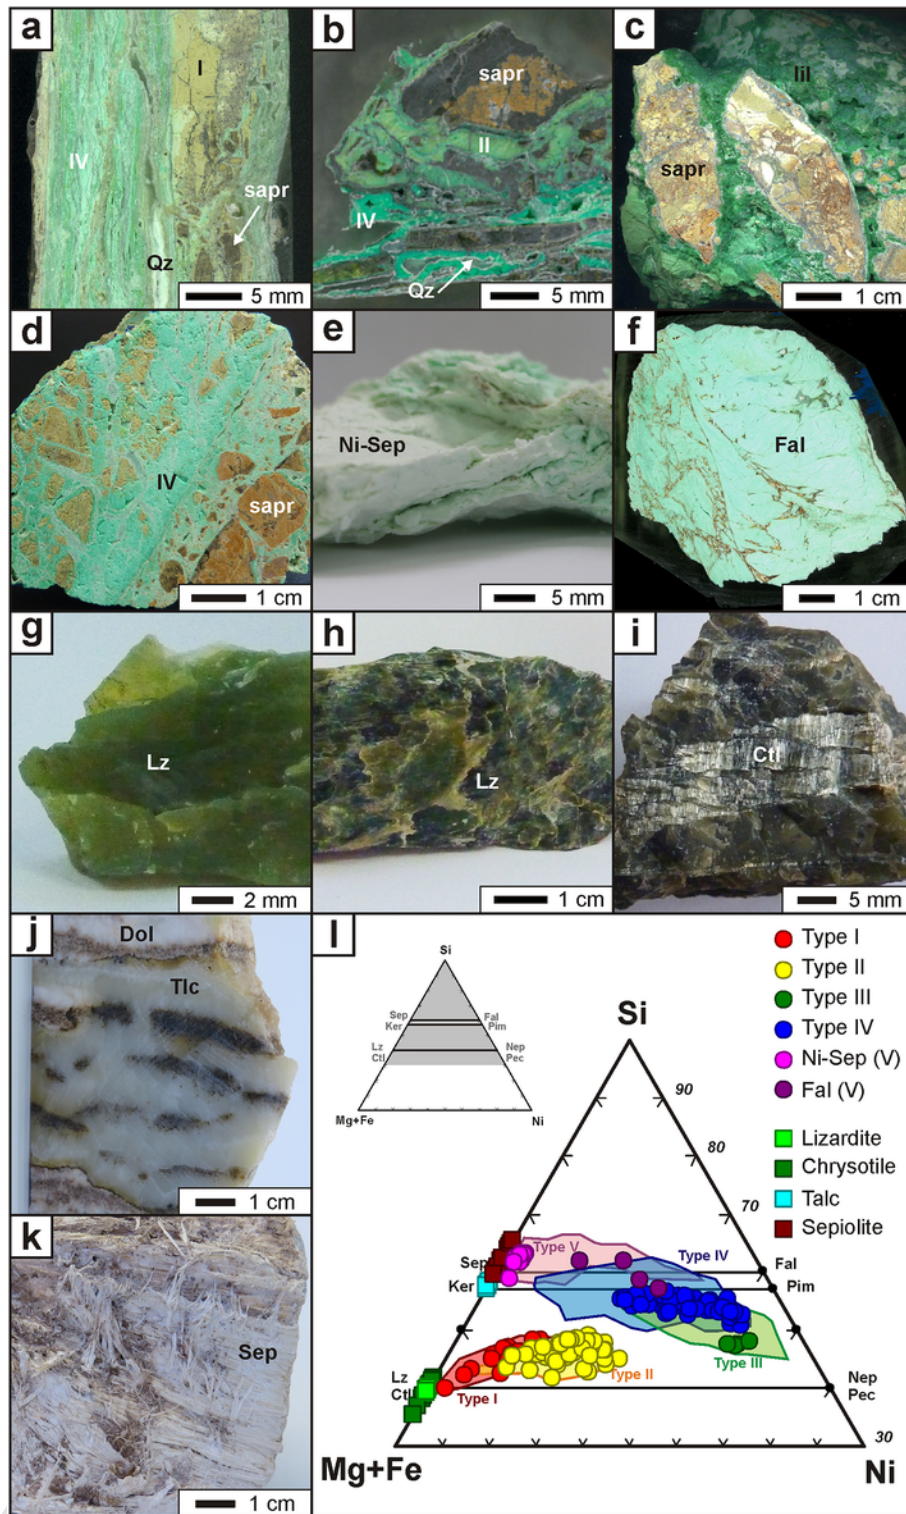 a
I
IV
sapr
Qz
5 mm
b
sapr
II
IV
Qz
5 mm
c
III
sapr
1 cm
d
IV
sapr
1 cm
e
Ni-Sep
5 mm
f
Fal
1 cm
g
Lz
2 mm
h
Lz
1 cm
i
Ctl
5 mm
j
Dol
Tlc
1 cm
k
Sep
1 cm
l
Si
Sep Fal
Ker Pim
Lz Nep
Ctl Pec
Mg+Fe Ni
Type I
Type II
Type III
Type IV
Ni-Sep (V)
Fal (V)
Lizardite
Chrysotile
Talc
Sepiolite
Si
90
80
70
Type V
Type IV
Sep Fal
Ker Pim
Type III
Lz Nep
Ctl Type I Type II Pec
30
Mg+Fe Ni